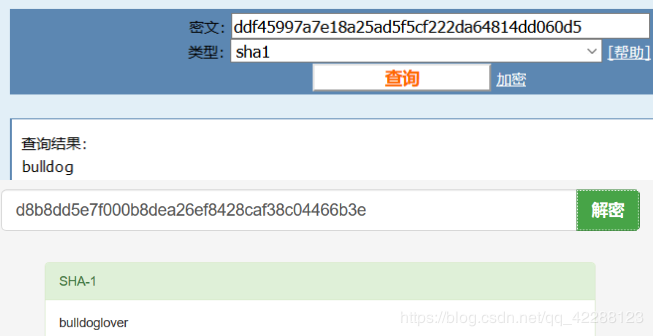 密文: ddf45997a7e18a25ad5f5cf222da64814dd060d5
类型: sha1 [帮助]
查询 加密
查询结果:
bulldog
d8b8dd5e7f000b8dea26ef8428caf38c04466b3e 解密
SHA-1
bulldoglover
https://blog.csdn.net/qq_42288123